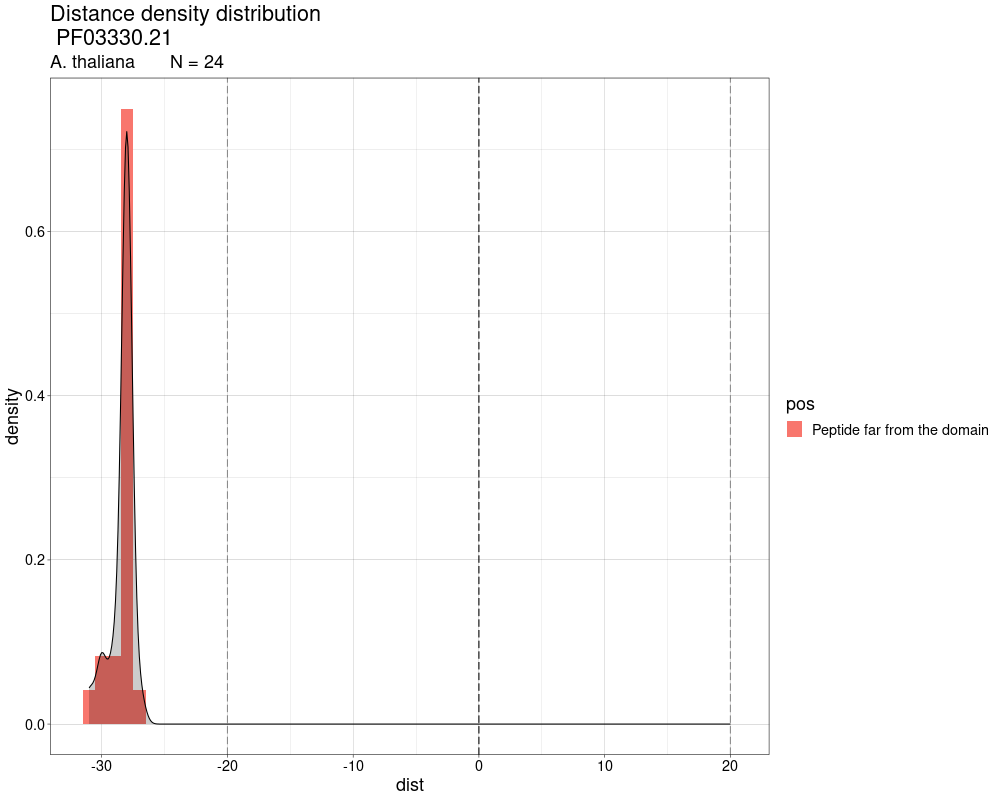 Distance density distribution
PF03330.21
A. thaliana N = 24
density
0.6
0.4
0.2
0.0
-30 -20 -10 0 10 20
dist
pos
Peptide far from the domain